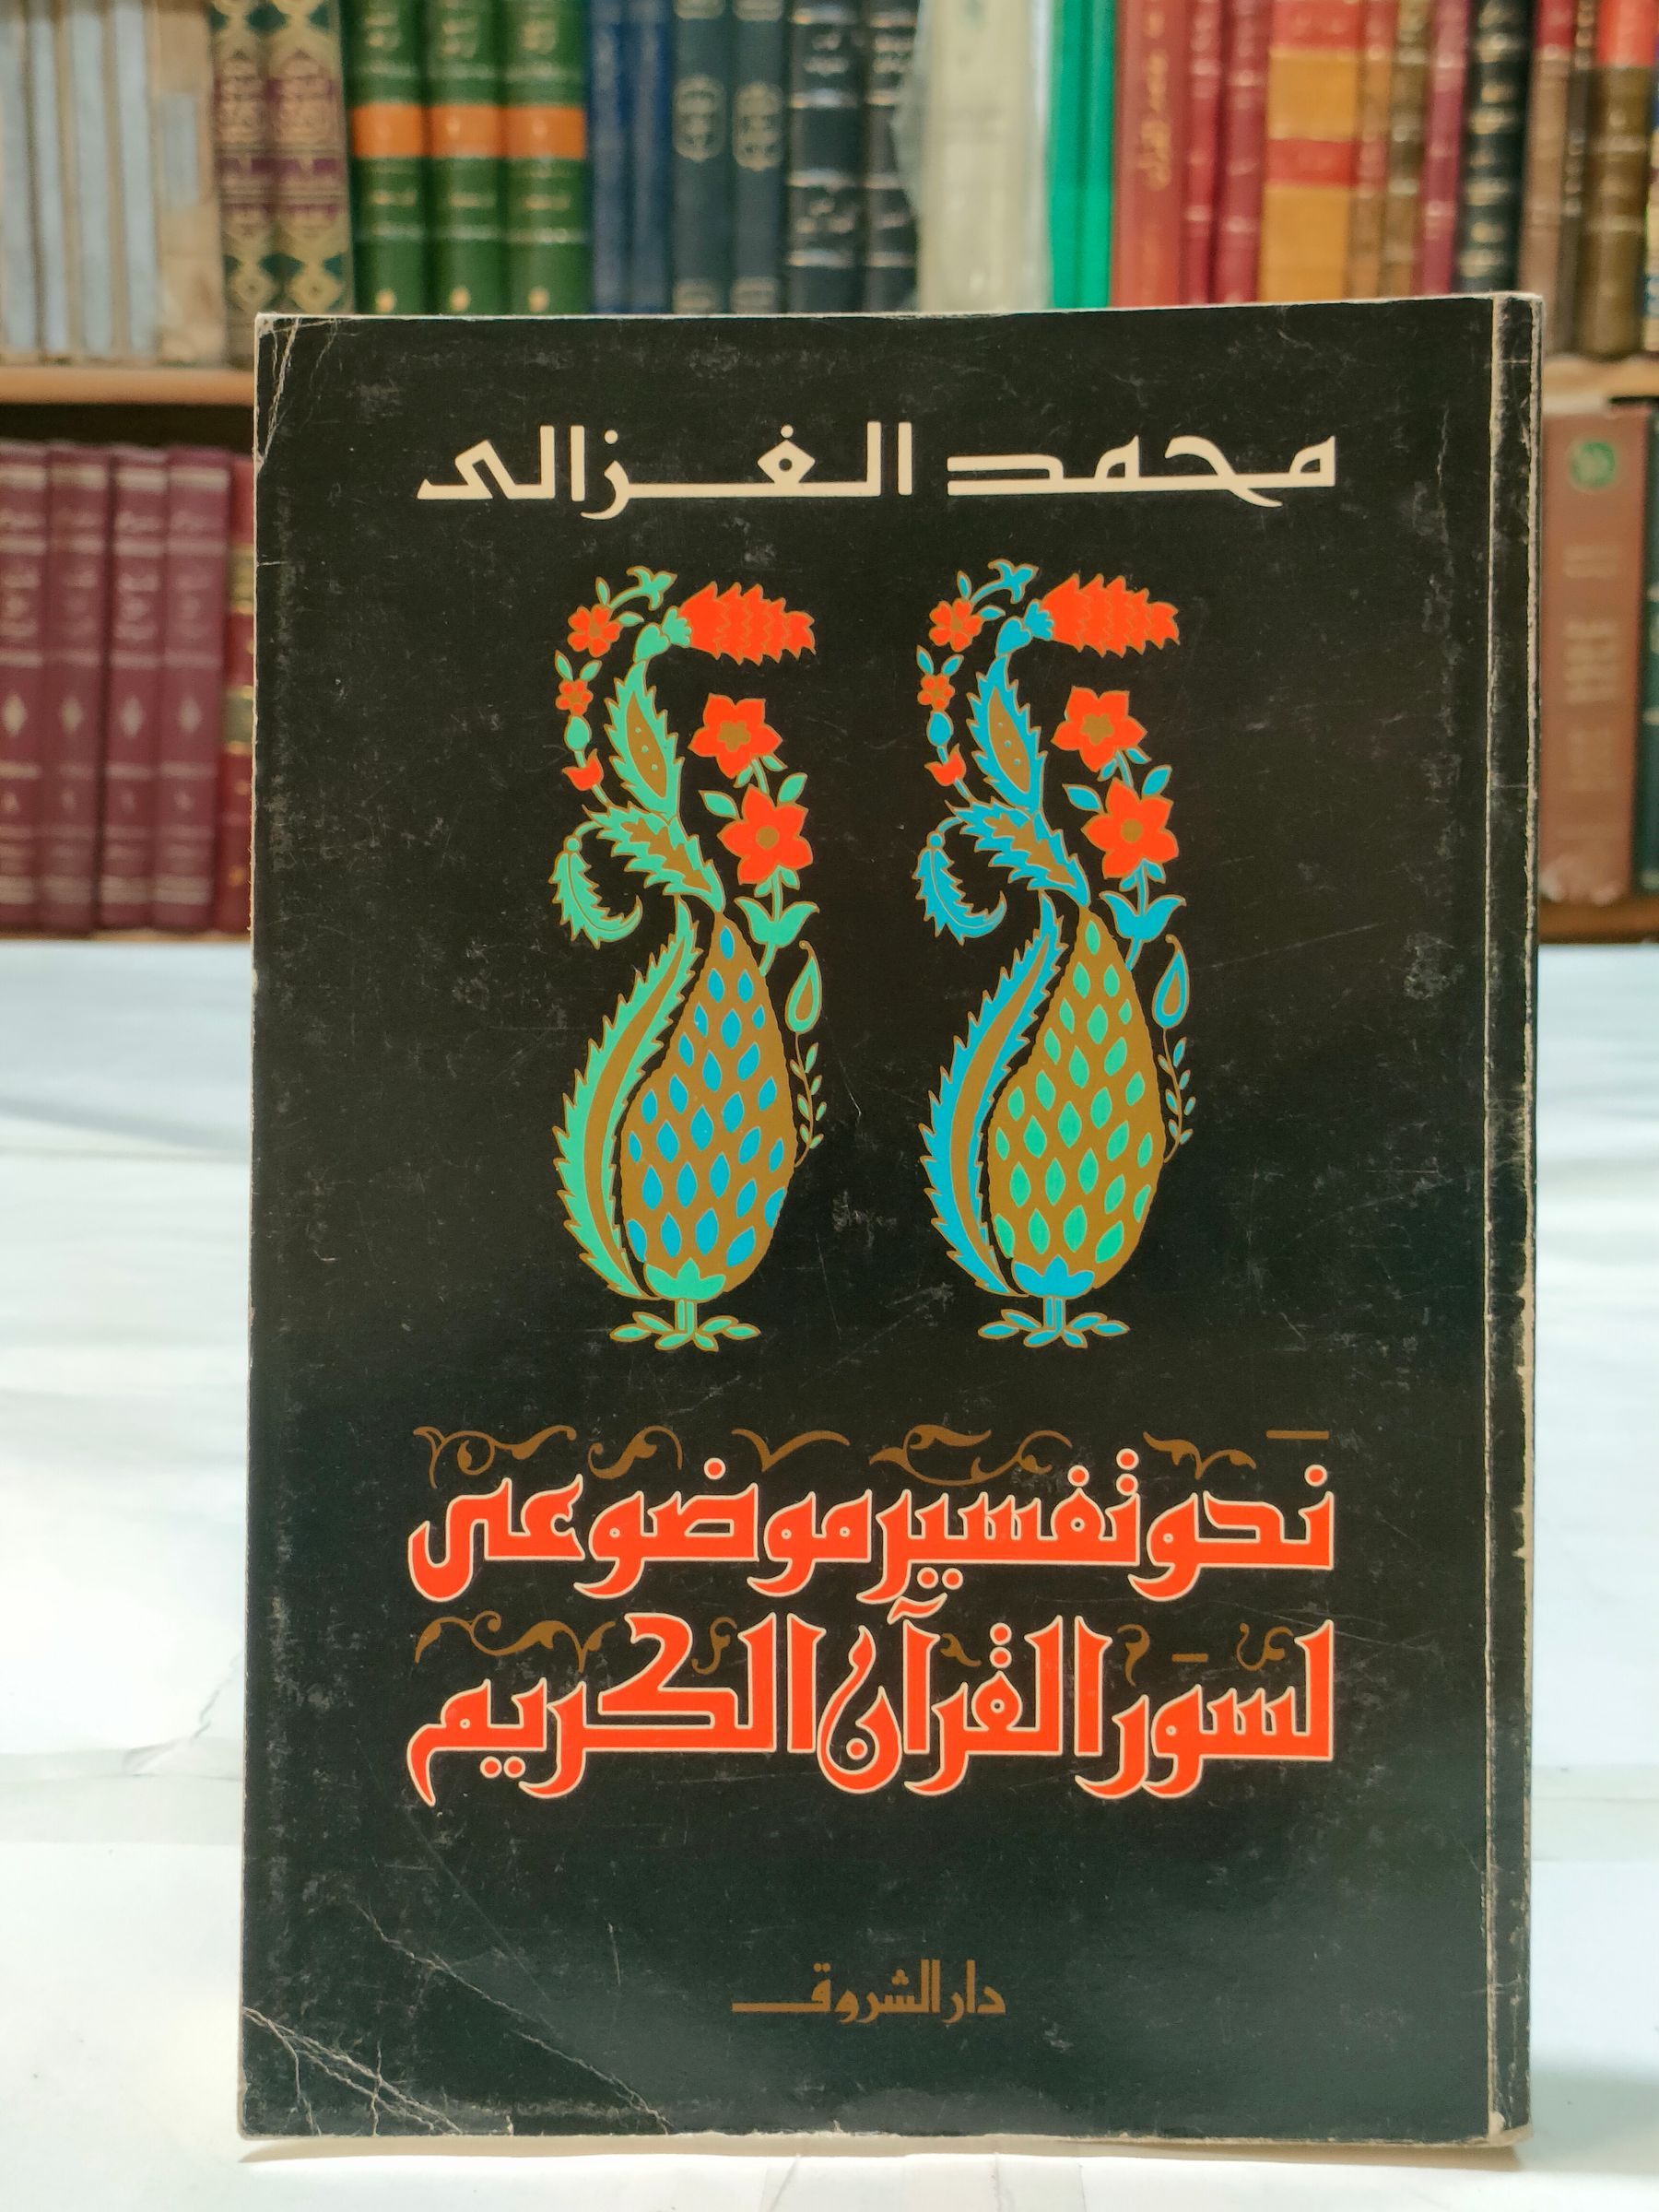 محمد الغزالى
نحو تفسير موضوعى
لسور القرآن الكريم
دار الشروق